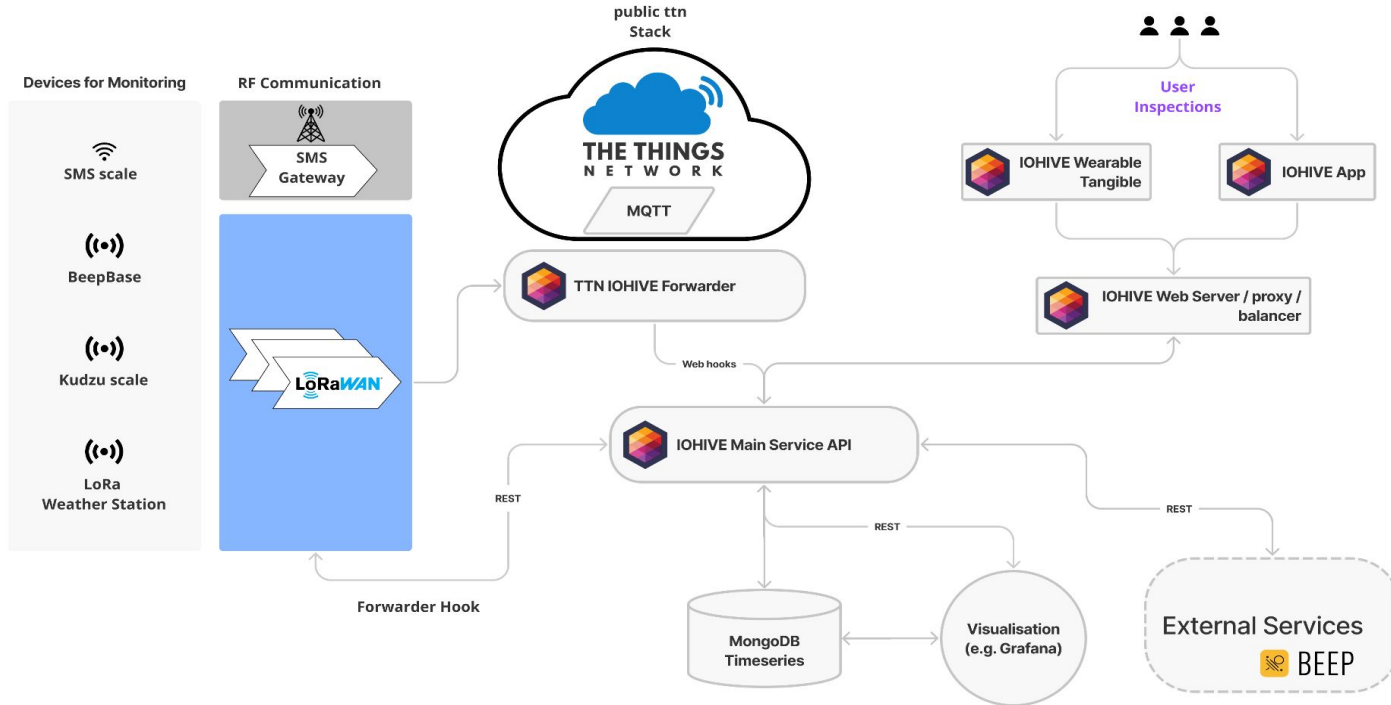 public ttn
Stack
Devices for Monitoring
RF Communication
SMS scale
BeepBase
Kudzu scale
LoRa
Weather Station
SMS
Gateway
LoRaWAN
THE THINGS
NETWORK
MQTT
TTN IOHIVE Forwarder
User
Inspections
IOHIVE Wearable
Tangible
IOHIVE App
IOHIVE Web Server / proxy /
balancer
Web hooks
IOHIVE Main Service API
REST
REST
REST
Forwarder Hook
MongoDB
Timeseries
Visualisation
(e.g. Grafana)
External Services
BEEP